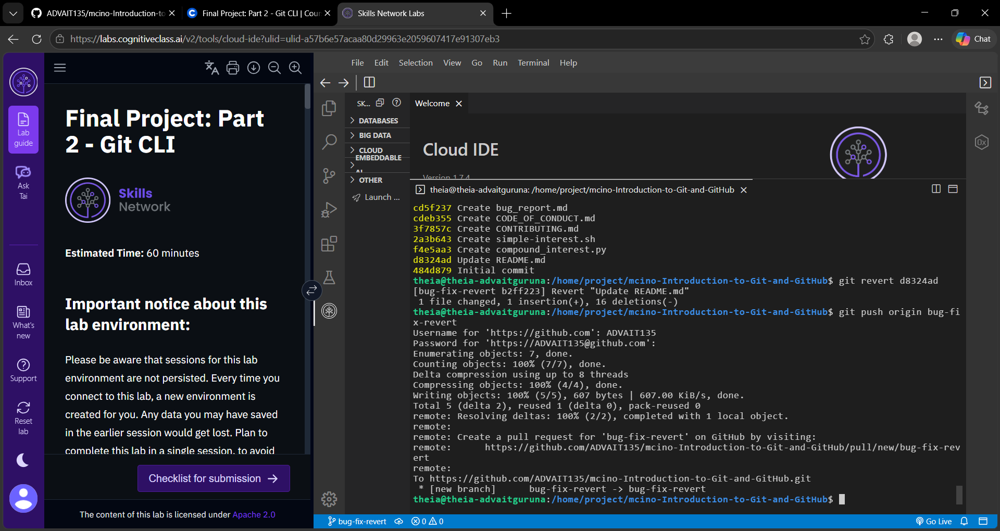 ADVAIT135/mcino-Introduction-to
Final Project: Part 2 - Git CLI | Cour
Skills Network Labs
https://labs.cognitiveclass.ai/v2/tools/cloud-ide?ulid=ulid-a57b6e57acaa80d29963e2059607417e91307eb3
Chat
Lab guide
Ask Tai
Inbox
What's new
Support
Reset lab
Final Project: Part
2 - Git CLI
Skills
Network
Estimated Time: 60 minutes
Important notice about this
lab environment:
Please be aware that sessions for this lab
environment are not persisted. Every time you
connect to this lab, a new environment is
created for you. Any data you may have saved
in the earlier session would get lost. Plan to
complete this lab in a single session, to avoid
Checklist for submission
The content of this lab is licensed under Apache 2.0
File Edit Selection View Go Run Terminal Help
SK...
DATABASES
BIG DATA
CLOUD
EMBEDDABLE
AI
OTHER
Launch ...
Welcome
Cloud IDE
Version 1.7.4
theia@theia-advaitguruna: /home/project/mcino-Introduction-to-Git-and-GitHub
cd5f237 Create bug_report.md
cdeb355 Create CODE_OF_CONDUCT.md
3f7857c Create CONTRIBUTING.md
2a3b643 Create simple-interest.sh
f4e5aa3 Create compound_interest.py
d8324ad Update README.md
484d879 Initial commit
theia@theia-advaitguruna:/home/project/mcino-Introduction-to-Git-and-GitHub$ git revert d8324ad
[bug-fix-revert b2ff223] Revert "Update README.md"
1 file changed, 1 insertion(+), 16 deletions(-)
theia@theia-advaitguruna:/home/project/mcino-Introduction-to-Git-and-GitHub$ git push origin bug-fi
x-revert
Username for 'https://github.com': ADVAIT135
Password for 'https://ADVAIT135@github.com':
Enumerating objects: 7, done.
Counting objects: 100% (7/7), done.
Delta compression using up to 8 threads
Compressing objects: 100% (4/4), done.
Writing objects: 100% (5/5), 607 bytes | 607.00 KiB/s, done.
Total 5 (delta 2), reused 1 (delta 0), pack-reused 0
remote: Resolving deltas: 100% (2/2), completed with 1 local object.
remote:
remote: Create a pull request for 'bug-fix-revert' on GitHub by visiting:
remote:      https://github.com/ADVAIT135/mcino-Introduction-to-Git-and-GitHub/pull/new/bug-fix-rev
ert
remote:
To https://github.com/ADVAIT135/mcino-Introduction-to-Git-and-GitHub.git
* [new branch]      bug-fix-revert -> bug-fix-revert
theia@theia-advaitguruna:/home/project/mcino-Introduction-to-Git-and-GitHub$
0x
bug-fix-revert 0 0 Go Live